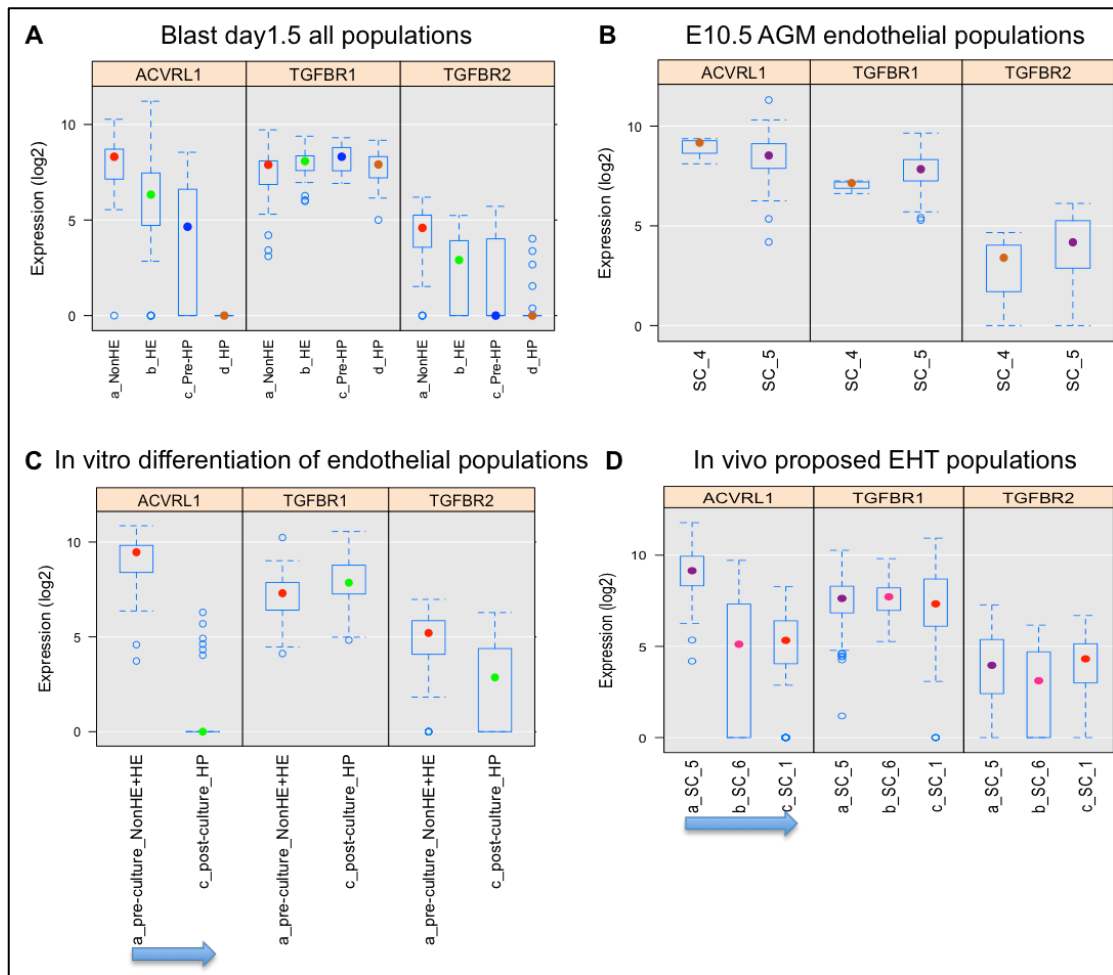 A Blast day1.5 all populations
ACVRL1 TGFBR1 TGFBR2
Expression (log2)
10
5
0
a_NonHE b_HE c_Pre-HP d_HP a_NonHE b_HE c_Pre-HP d_HP a_NonHE b_HE c_Pre-HP d_HP
B E10.5 AGM endothelial populations
ACVRL1 TGFBR1 TGFBR2
Expression (log2)
10
5
0
SC_4 SC_5 SC_4 SC_5 SC_4 SC_5
C In vitro differentiation of endothelial populations
ACVRL1 TGFBR1 TGFBR2
Expression (log2)
10
5
0
a_pre-culture_NonHE+HE c_post-culture_HP a_pre-culture_NonHE+HE c_post-culture_HP a_pre-culture_NonHE+HE c_post-culture_HP
D In vivo proposed EHT populations
ACVRL1 TGFBR1 TGFBR2
Expression (log2)
10
5
0
a_SC_5 b_SC_6 c_SC_1 a_SC_5 b_SC_6 c_SC_1 a_SC_5 b_SC_6 c_SC_1